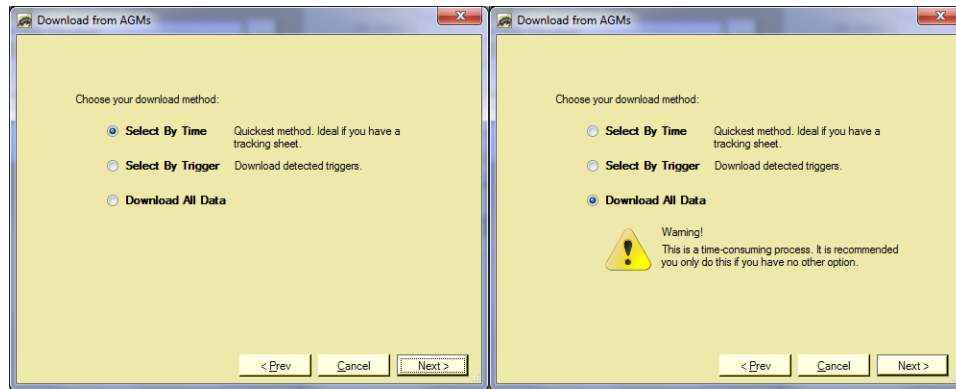 Download from AGMs
Choose your download method:
Select By Time Quickest method. Ideal if you have a
tracking sheet.
Select By Trigger Download detected triggers.
Download All Data
< Prev Cancel Next >
Download from AGMs
Choose your download method:
Select By Time Quickest method. Ideal if you have a
tracking sheet.
Select By Trigger Download detected triggers.
Download All Data
Warning!
This is a time-consuming process. It is recommended
you only do this if you have no other option.
< Prev Cancel Next >